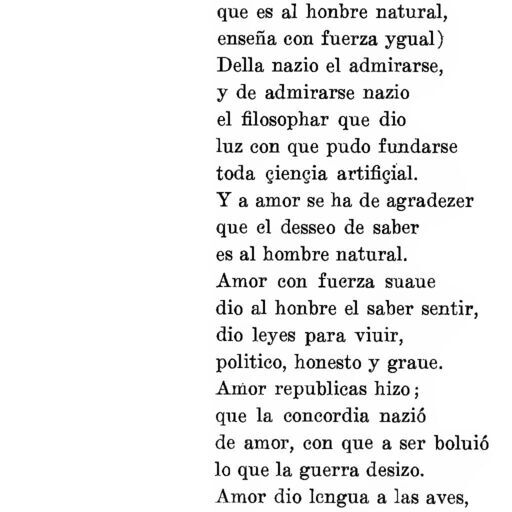 que es al honbre natural,
enseña con fuerza ygual)
Della nazio el admirarse,
y de admirarse nazio
el filosophar que dio
luz con que pudo fundarse
toda çiençia artifiçial.
Y a amor se ha de agradezer
que el desseo de saber
es al hombre natural.
Amor con fuerza suaue
dio al honbre el saber sentir,
dio leyes para viuir,
politico, honesto y graue.
Amor republicas hizo;
que la concordia nazió
de amor, con que a ser boluió
lo que la guerra desizo.
Amor dio lengua a las aves,